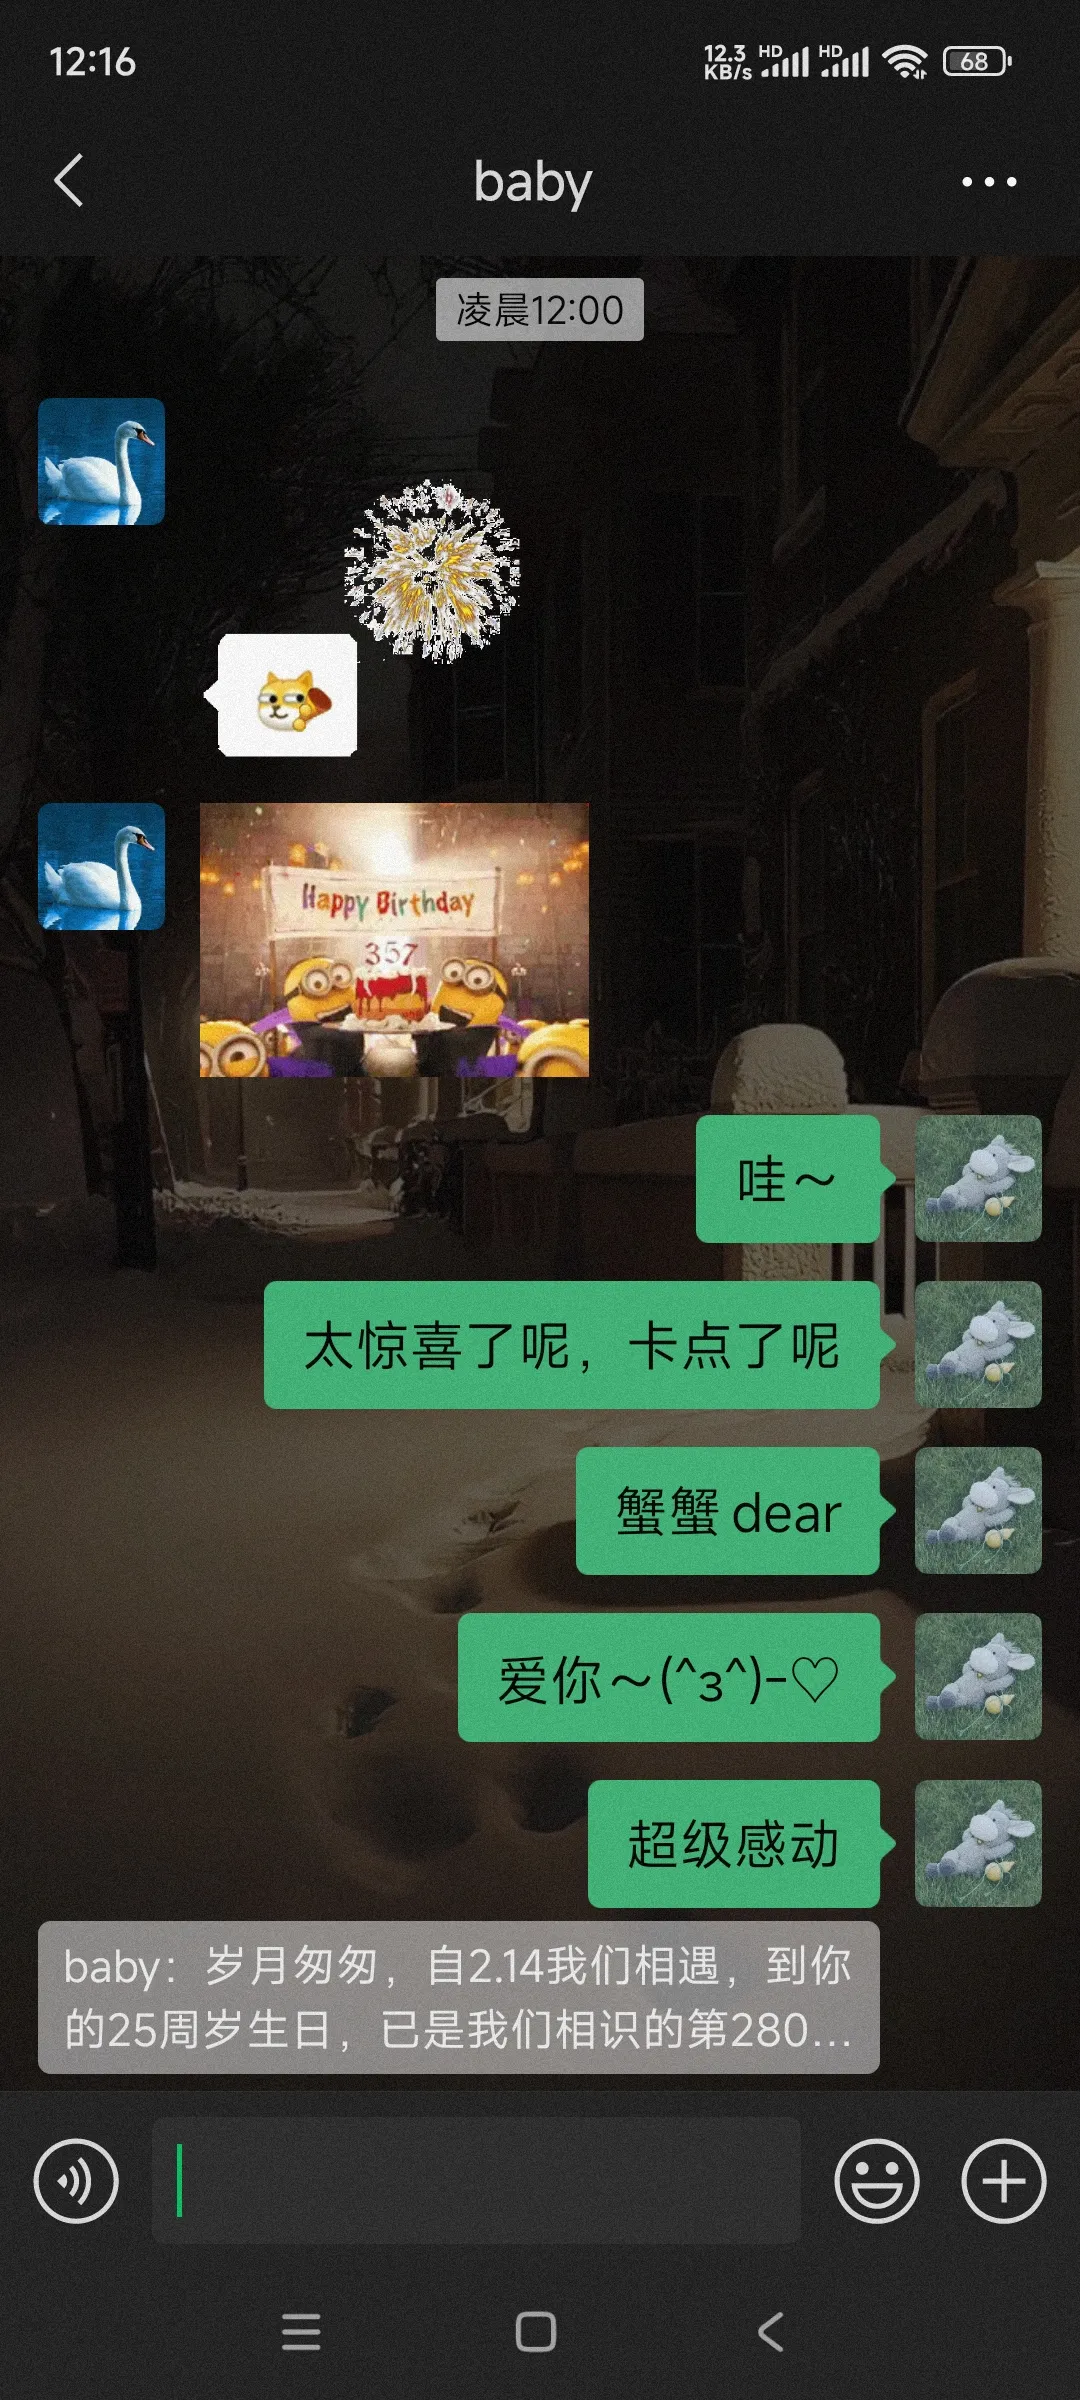 12:16
12.3
KB/s
HD
HD
68
baby
凌晨12:00
Happy Birthday
357
哇～
太惊喜了呢，卡点了呢
蟹蟹 dear
爱你～(^з^)-♡
超级感动
baby：岁月匆匆，自2.14我们相遇，到你
的25周岁生日，已是我们相识的第280...